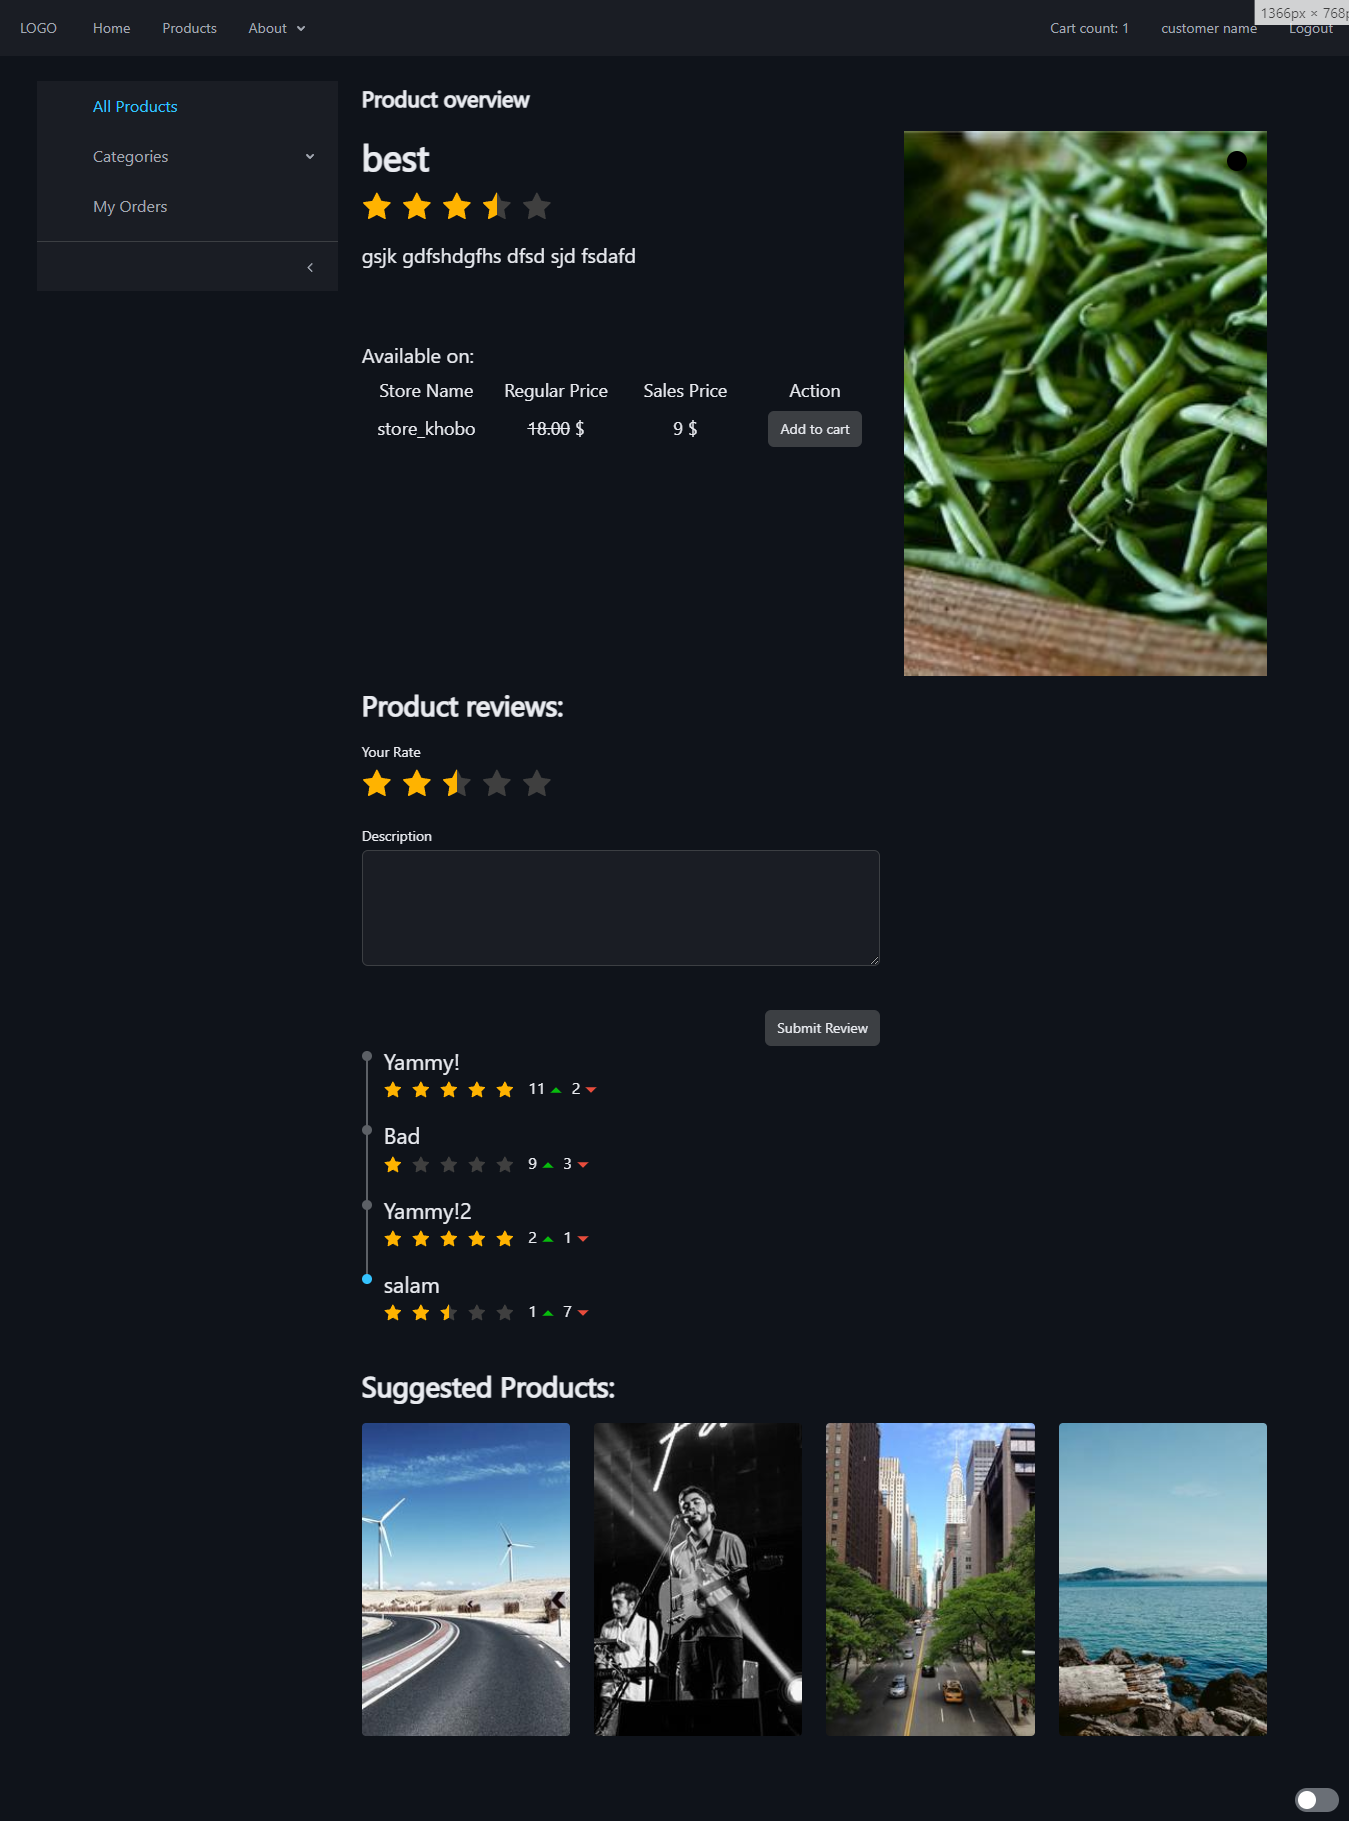 LOGO Home Products About Cart count: 1 customer name Logout
1366px × 768p
All Products
Categories
My Orders
Product overview
best
gsjk gdfshdgfhs dfsd sjd fsdafd
Available on:
Store Name Regular Price Sales Price Action
store_khobo 18.00 $ 9 $ Add to cart
Product reviews:
Your Rate
Description
Submit Review
Yammy!
11 2
Bad
9 3
Yammy!2
2 1
salam
1 7
Suggested Products: